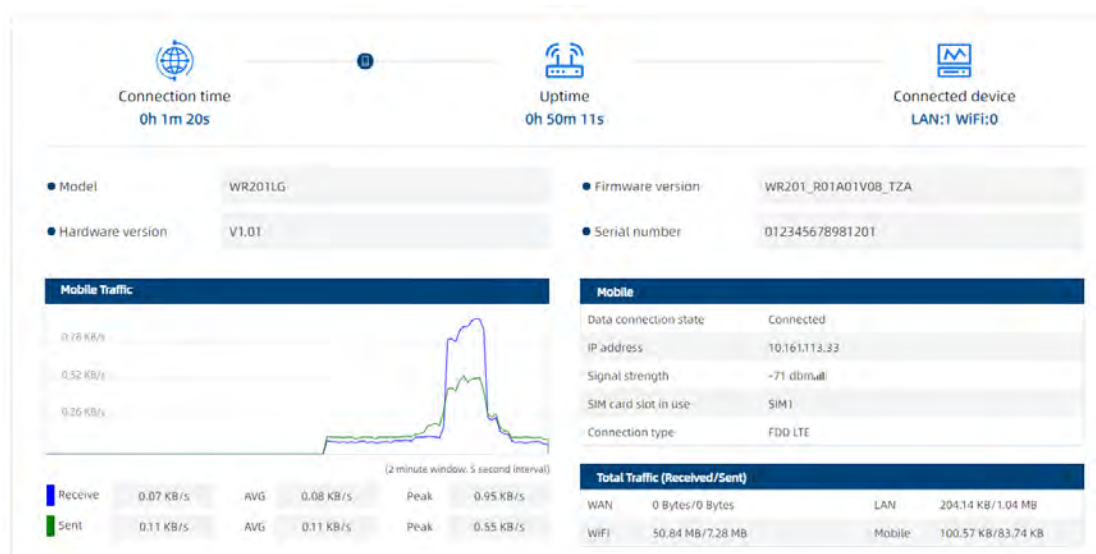 Connection time
0h 1m 20s
Uptime
0h 50m 11s
Connected device
LAN:1 WiFi:0
Model WR201LG
Firmware version WR201_R01A01V08_TZA
Hardware version V1.01
Serial number 012345678981201
Mobile Traffic
0.78 KB/s
0.52 KB/s
0.26 KB/s
(2 minute window. 5 second interval)
Receive 0.07 KB/s AVG 0.08 KB/s Peak 0.95 KB/s
Sent 0.11 KB/s AVG 0.11 KB/s Peak 0.55 KB/s
Mobile
Data connection state Connected
IP address 10.161.113.33
Signal strength -71 dbm
SIM card slot in use SIM1
Connection type FDD LTE
Total Traffic (Received/Sent)
WAN 0 Bytes/0 Bytes LAN 204.14 KB/1.04 MB
WiFi 50.84 MB/7.28 MB Mobile 100.57 KB/83.74 KB